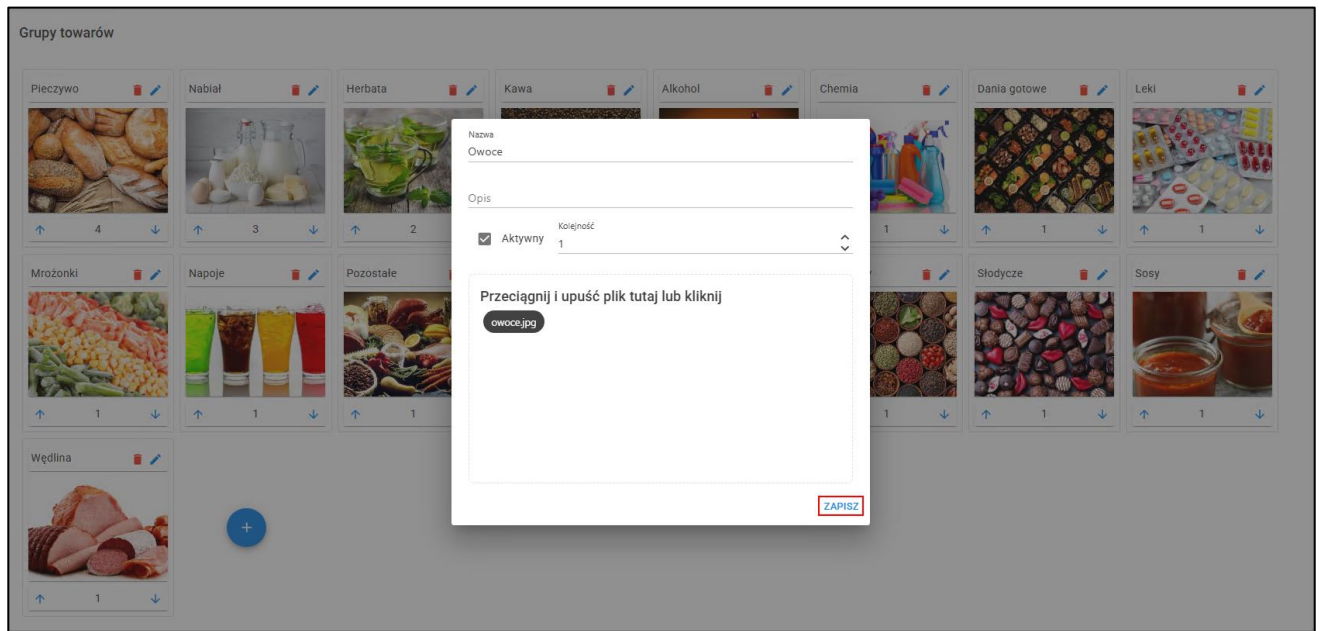 Grupy towarów
Pieczywo
Nabiał
Herbata
Kawa
Alkohol
Chemia
Dania gotowe
Leki
4
3
2
1
1
1
Nazwa
Owoce
Opis
Aktywny
Kolejność
1
Przeciągnij i upuść plik tutaj lub kliknij
owoce.jpg
ZAPISZ
Mrożonki
Napoje
Pozostałe
Słodycze
Sosy
1
1
1
1
1
1
Wędlina
+
1